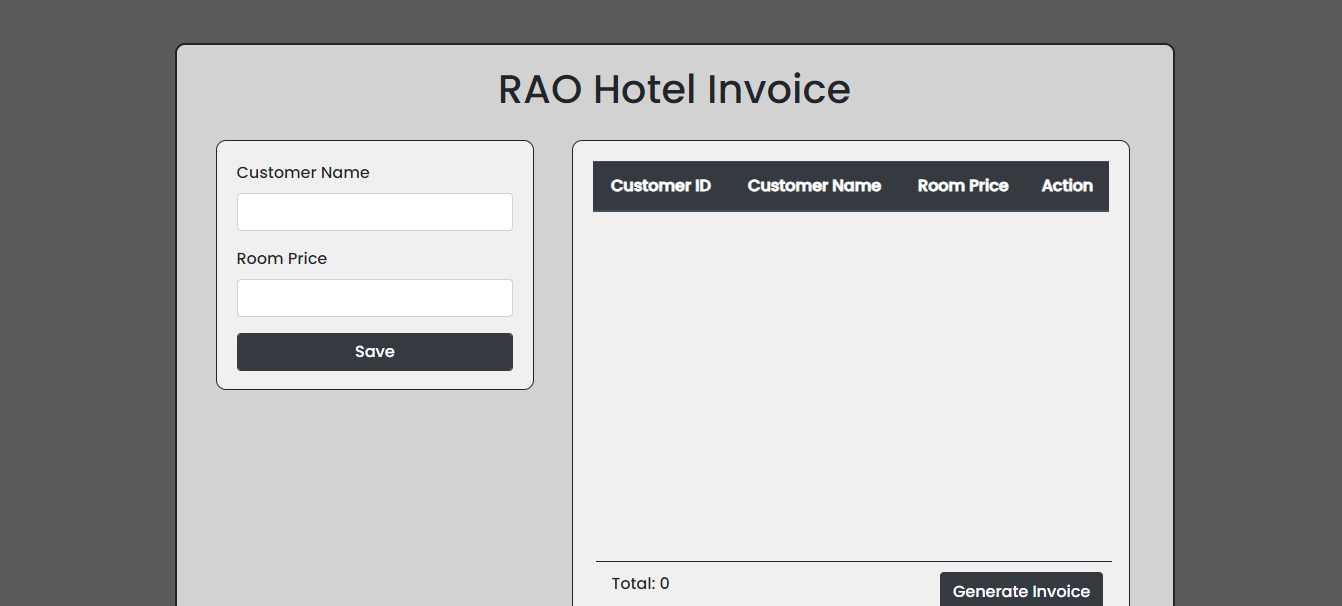 RAO Hotel Invoice
Customer Name
Room Price
Save
Customer ID Customer Name Room Price Action
Total: 0
Generate Invoice